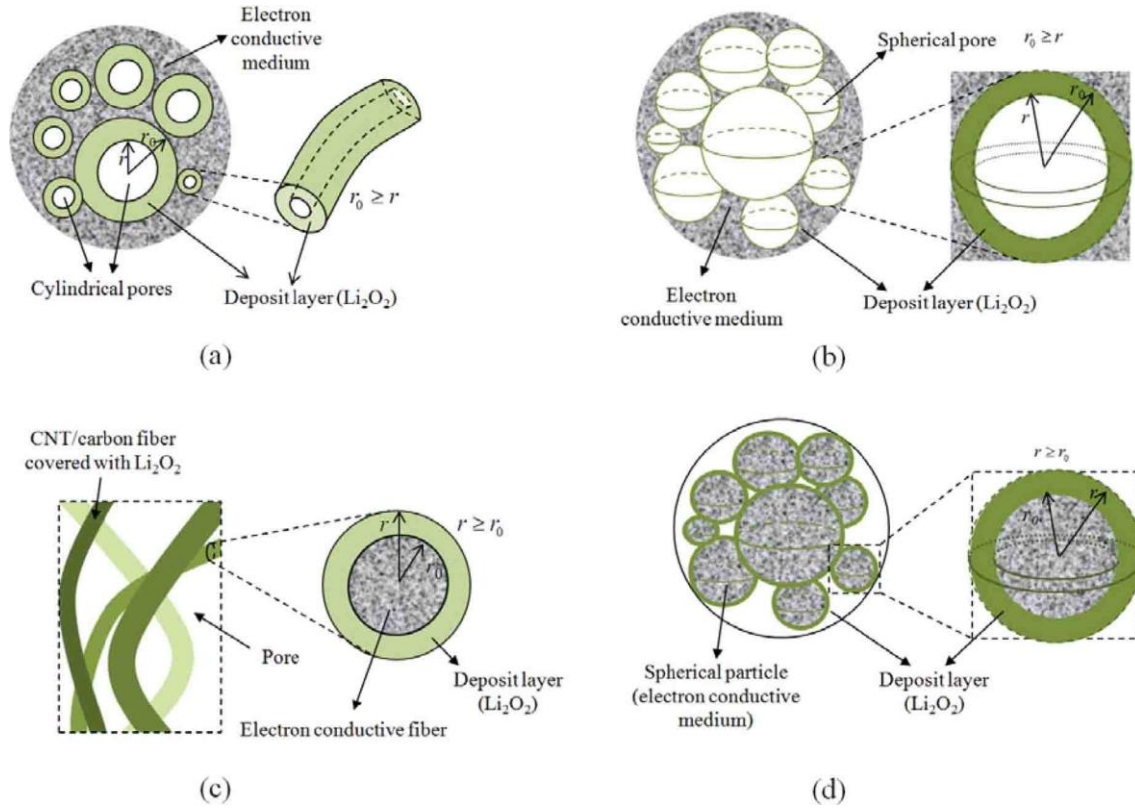 Electron
conductive
medium
r
r₀
r₀ ≥ r
Cylindrical pores
Deposit layer (Li₂O₂)
(a)
Spherical pore
r₀ ≥ r
r
r₀
Electron
conductive medium
Deposit layer (Li₂O₂)
(b)
CNT/carbon fiber
covered with Li₂O₂
r ≥ r₀
r
r₀
Pore
Deposit layer
(Li₂O₂)
Electron conductive fiber
(c)
r ≥ r₀
r₀
r
Spherical particle
(electron conductive
medium)
Deposit layer
(Li₂O₂)
(d)